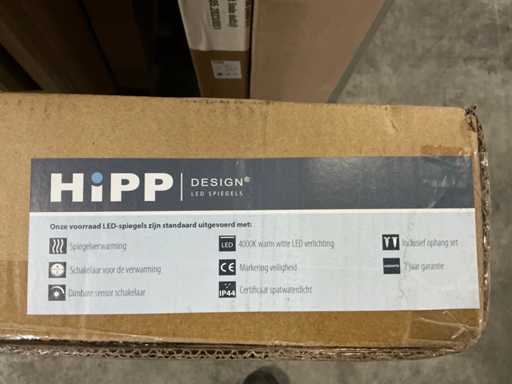 HiPP
DESIGN®
LED SPIEGELS
Onze voorraad LED-spiegels zijn standaard uitgevoerd met:
Spiegelverwarming
Schakelaar voor de verwarming
Dimbare sensor schakelaar
LED
4000K warm witte LED verlichting
CE
Markering veiligheid
IP44
Certificaat spatwaterdicht
Inclusief ophang set
2 jaar garantie